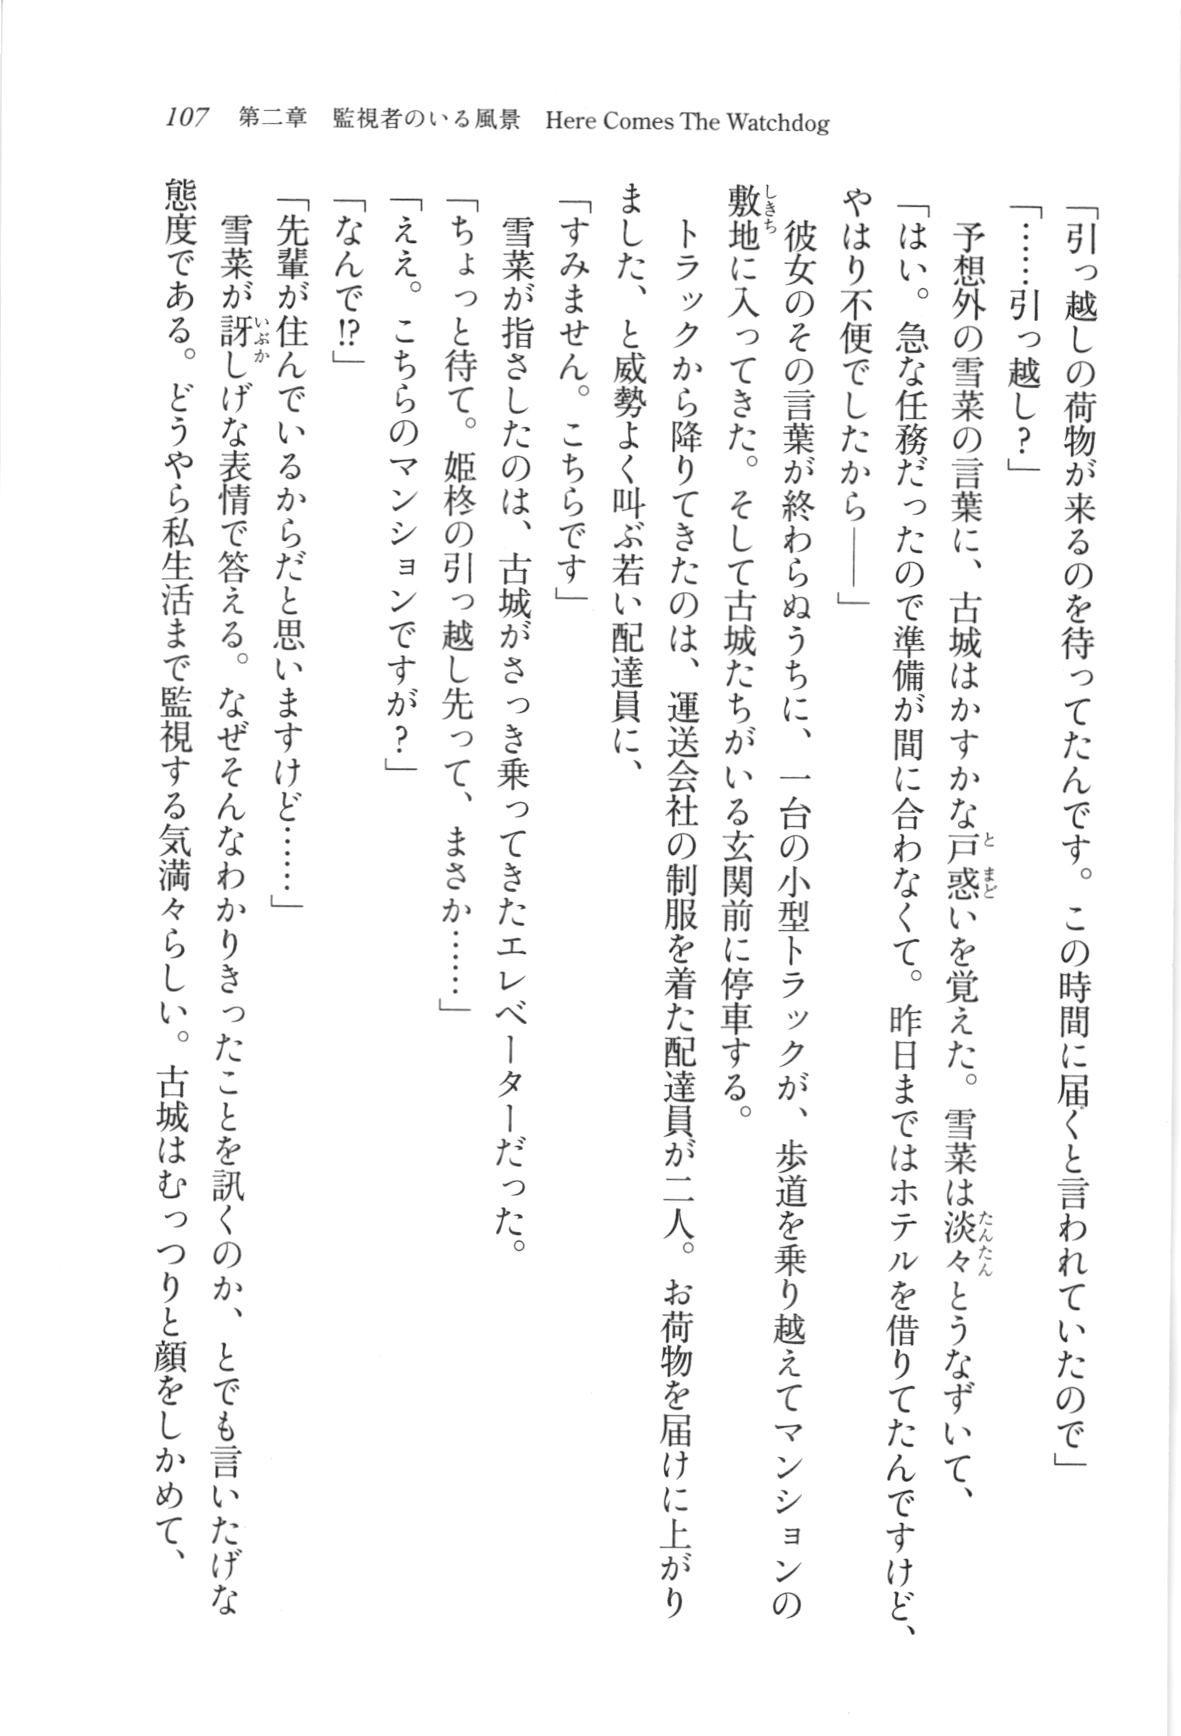 107　第二章　監視者のいる風景　Here Comes The Watchdog
「引っ越しの荷物が来るのを待ってたんです。この時間に届くと言われていたので」
「……引っ越し？」
　予想外の雪菜の言葉に、古城はかすかな戸惑いを覚えた。雪菜は淡々とうなずいて、
「はい。急な任務だったので準備が間に合わなくて。昨日まではホテルを借りてたんですけど、
やはり不便でしたから――」
　彼女のその言葉が終わらぬうちに、一台の小型トラックが、歩道を乗り越えてマンションの
敷地に入ってきた。そして古城たちがいる玄関前に停車する。
　トラックから降りてきたのは、運送会社の制服を着た配達員が二人。お荷物を届けに上がり
ました、と威勢よく叫ぶ若い配達員に、
「すみません。こちらです」
　雪菜が指さしたのは、古城がさっき乗ってきたエレベーターだった。
「ちょっと待て。姫柊の引っ越し先って、まさか……」
「ええ。こちらのマンションですが？」
「なんで!?」
「先輩が住んでいるからだと思いますけど……」
　雪菜が訝しげな表情で答える。なぜそんなわかりきったことを訊くのか、とでも言いたげな
態度である。どうやら私生活まで監視する気満々らしい。古城はむっつりと顔をしかめて、